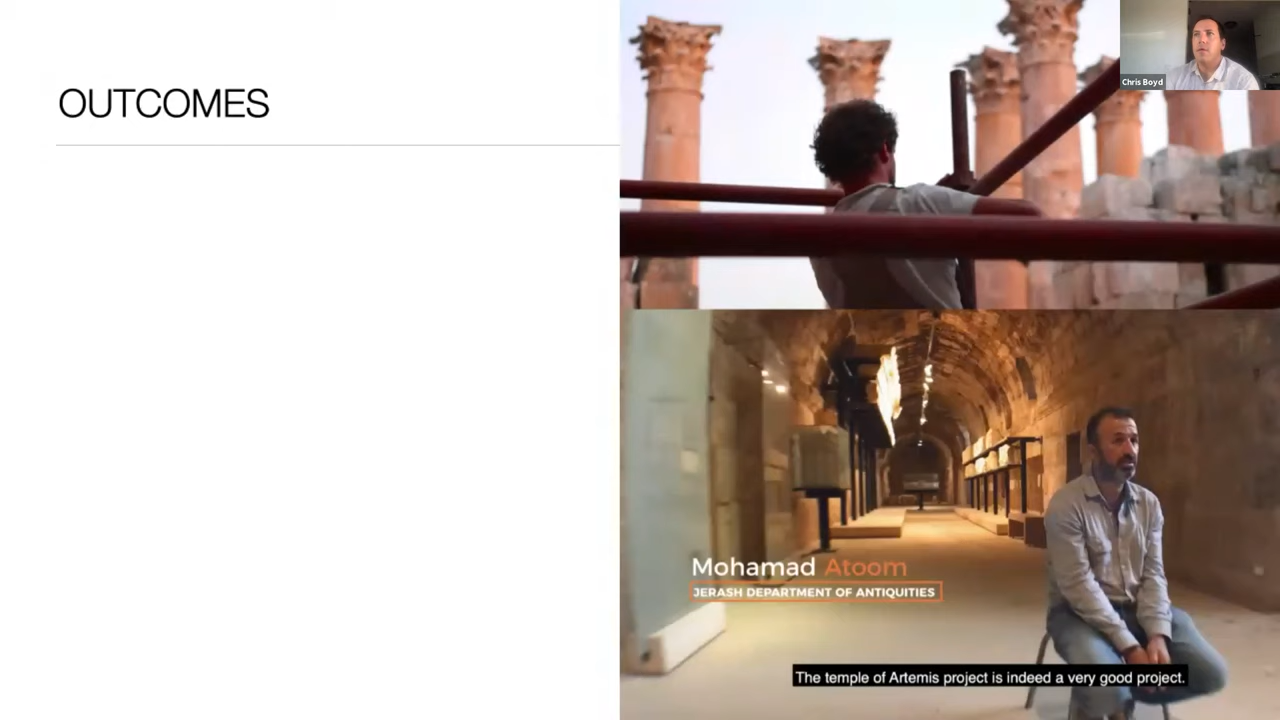 OUTCOMES
Chris Boyd
Mohamad Atoom
JERASH DEPARTMENT OF ANTIQUITIES
The temple of Artemis project is indeed a very good project.